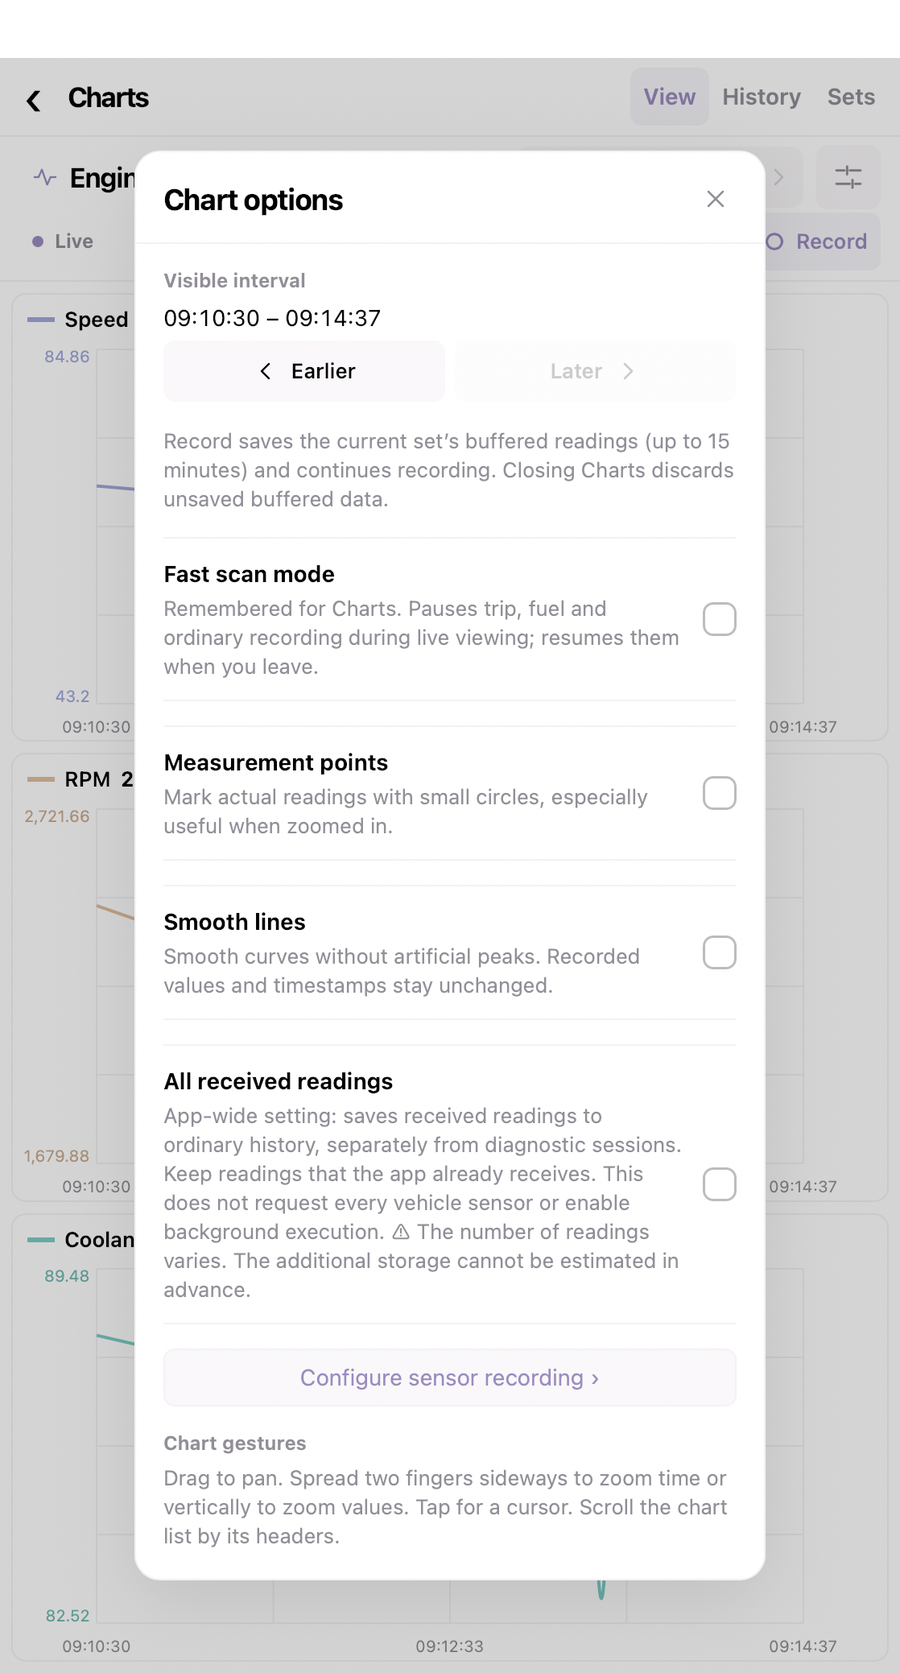 Charts
View
History
Sets
Engin
Live
Record
Chart options
Visible interval
09:10:30 – 09:14:37
Earlier
Later
Record saves the current set’s buffered readings (up to 15
minutes) and continues recording. Closing Charts discards
unsaved buffered data.
Fast scan mode
Remembered for Charts. Pauses trip, fuel and
ordinary recording during live viewing; resumes them
when you leave.
Measurement points
Mark actual readings with small circles, especially
useful when zoomed in.
Smooth lines
Smooth curves without artificial peaks. Recorded
values and timestamps stay unchanged.
All received readings
App-wide setting: saves received readings to
ordinary history, separately from diagnostic sessions.
Keep readings that the app already receives. This
does not request every vehicle sensor or enable
background execution. ⚠ The number of readings
varies. The additional storage cannot be estimated in
advance.
Configure sensor recording ›
Chart gestures
Drag to pan. Spread two fingers sideways to zoom time or
vertically to zoom values. Tap for a cursor. Scroll the chart
list by its headers.
Speed
84.86
43.2
09:10:30
09:14:37
RPM 2
2,721.66
1,679.88
09:10:30
09:14:37
Coolan
89.48
82.52
09:10:30
09:12:33
09:14:37